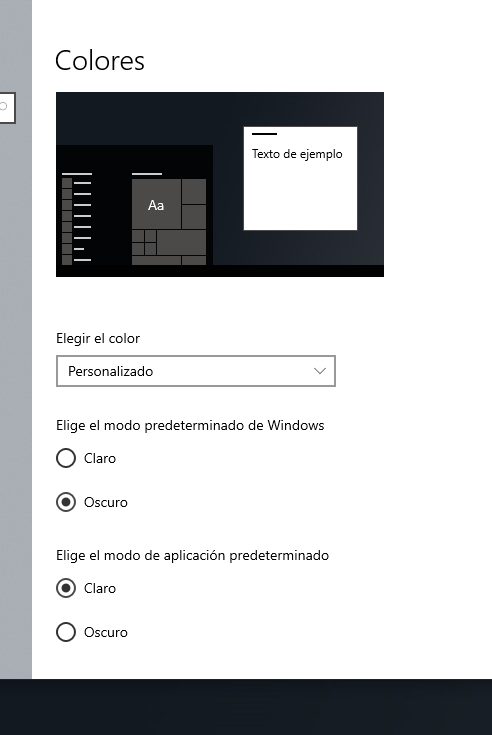 Colores
Texto de ejemplo
Aa
Elegir el color
Personalizado
Elige el modo predeterminado de Windows
Claro
Oscuro
Elige el modo de aplicación predeterminado
Claro
Oscuro